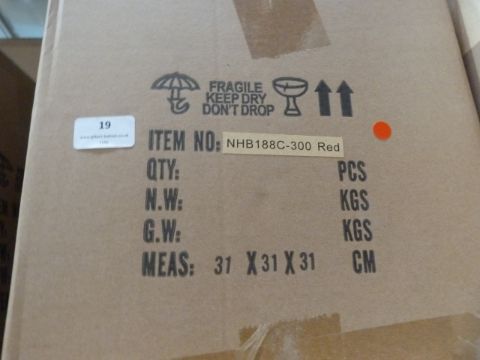 FRAGILE
KEEP DRY
DON'T DROP
19
ITEM NO: NHB188C-300 Red
QTY: PCS
N.W: KGS
G.W: KGS
MEAS: 31 X 31 X 31 CM